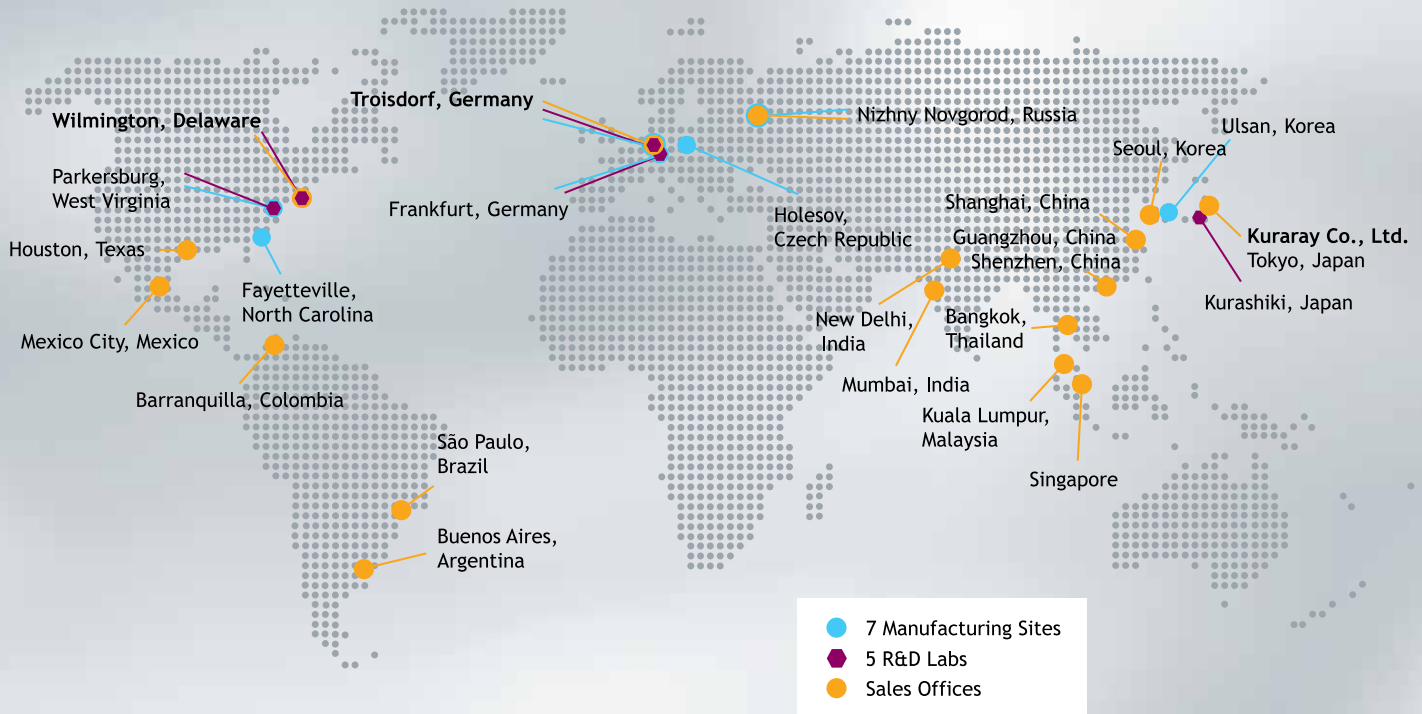 Troisdorf, Germany
Wilmington, Delaware
Nizhny Novgorod, Russia
Ulsan, Korea
Seoul, Korea
Parkersburg,
West Virginia
Frankfurt, Germany
Holesov,
Czech Republic
Shanghai, China
Guangzhou, China
Shenzhen, China
Kuraray Co., Ltd.
Tokyo, Japan
Houston, Texas
Kurashiki, Japan
Fayetteville,
North Carolina
New Delhi,
India
Bangkok,
Thailand
Mexico City, Mexico
Mumbai, India
Barranquilla, Colombia
Kuala Lumpur,
Malaysia
São Paulo,
Brazil
Singapore
Buenos Aires,
Argentina
7 Manufacturing Sites
5 R&D Labs
Sales Offices